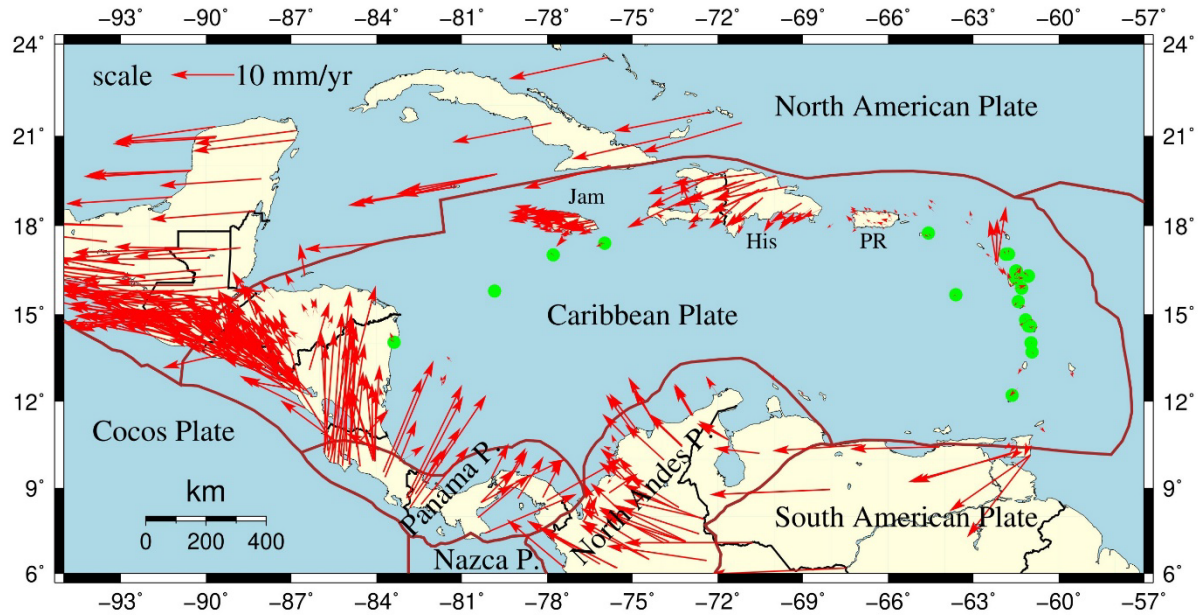 −93 −90 −87 −84 −81 −78 −75 −72 −69 −66 −63 −60 −57
24° 24°
scale 10 mm/yr
North American Plate
21° 21°
Jam
18° 18°
His PR
15° 15°
Caribbean Plate
12° 12°
Cocos Plate
Panama P.
North Andes P.
9° 9°
km
0 200 400
South American Plate
Nazca P.
6° 6°
−93 −90 −87 −84 −81 −78 −75 −72 −69 −66 −63 −60 −57